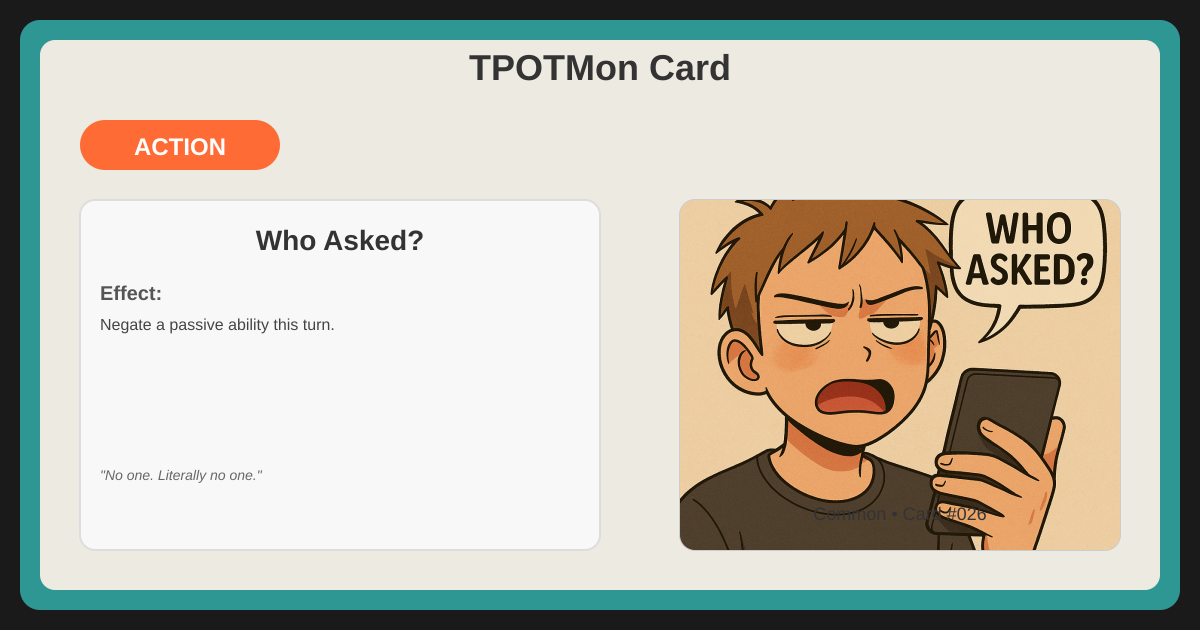 TPOTMon Card
ACTION
Who Asked?
Effect:
Negate a passive ability this turn.
"No one. Literally no one."
WHO
ASKED?
Common • Card #026